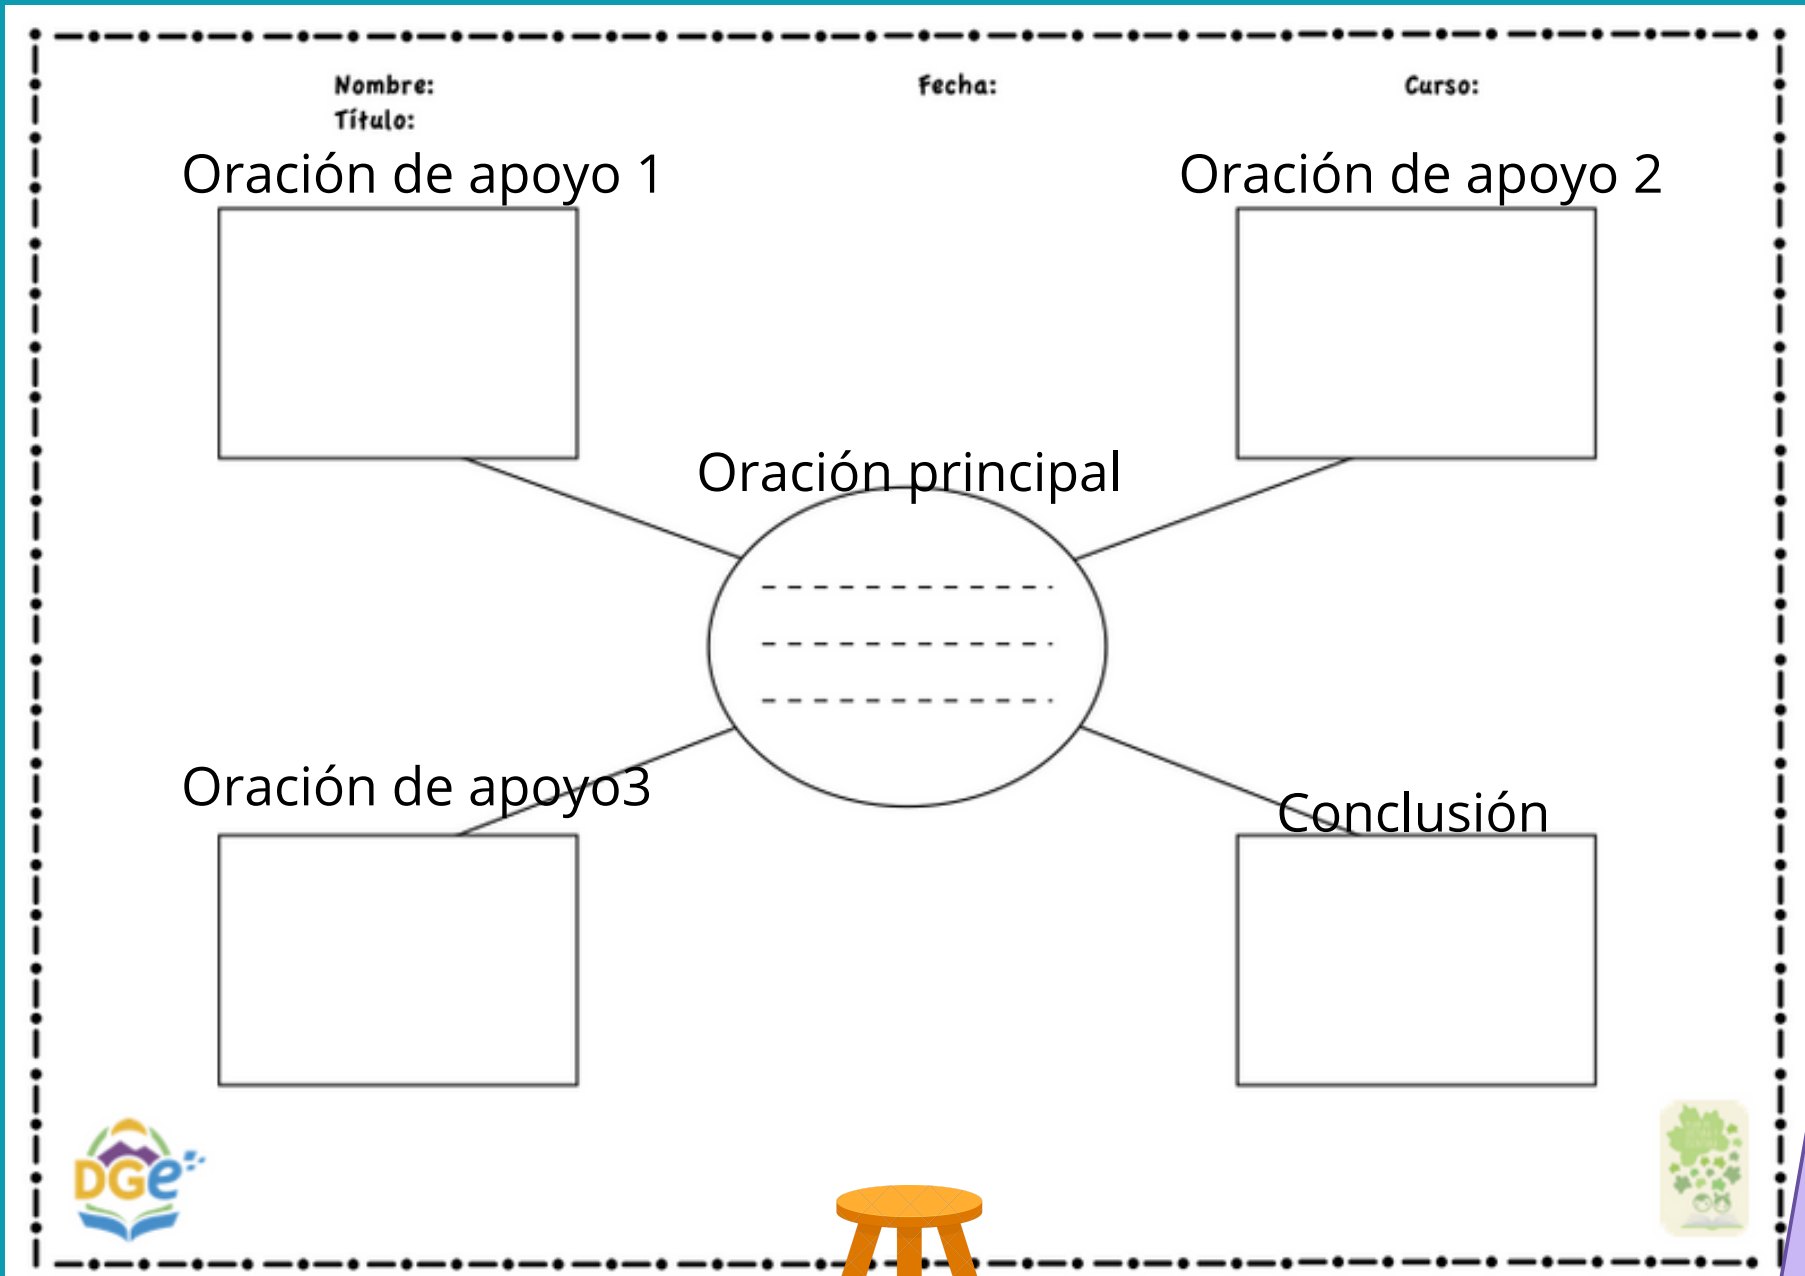 Nombre: Fecha: Curso:
Título:
Oración de apoyo 1 Oración de apoyo 2
Oración principal
Oración de apoyo3
Conclusión
DGe